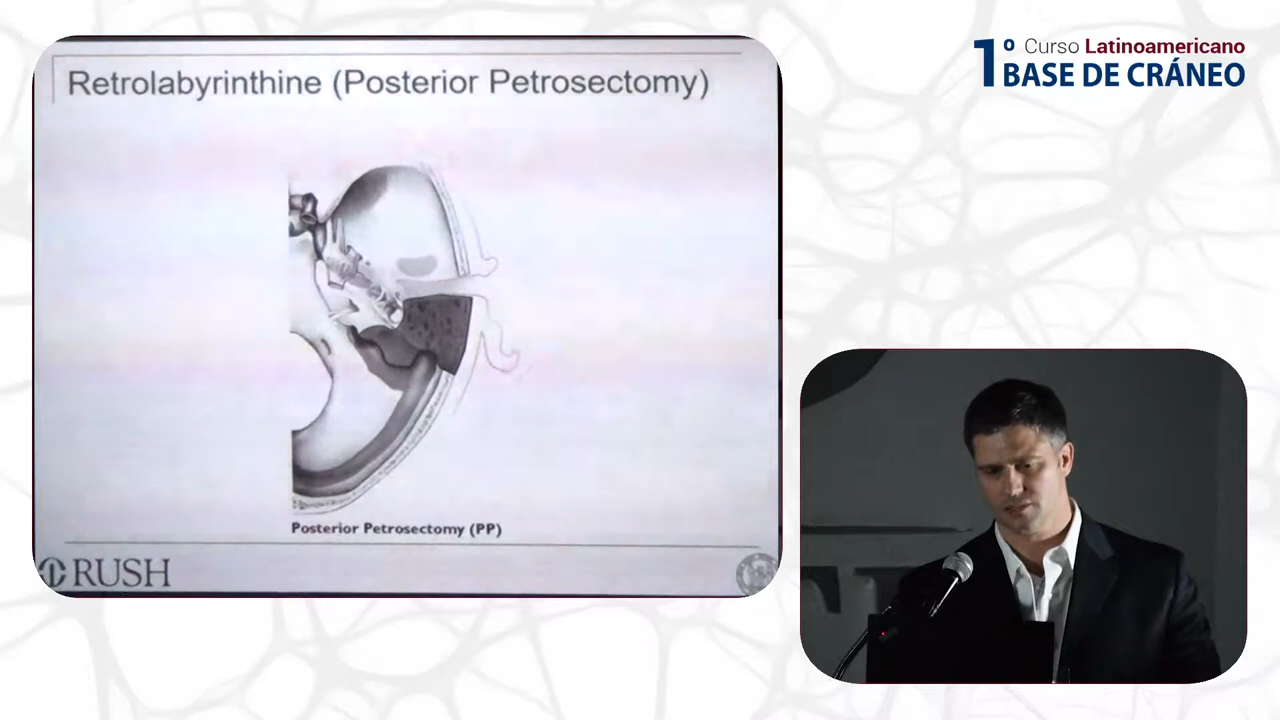 Retrolabyrinthine (Posterior Petrosectomy)
Posterior Petrosectomy (PP)
RUSH
1º Curso Latinoamericano
BASE DE CRÁNEO